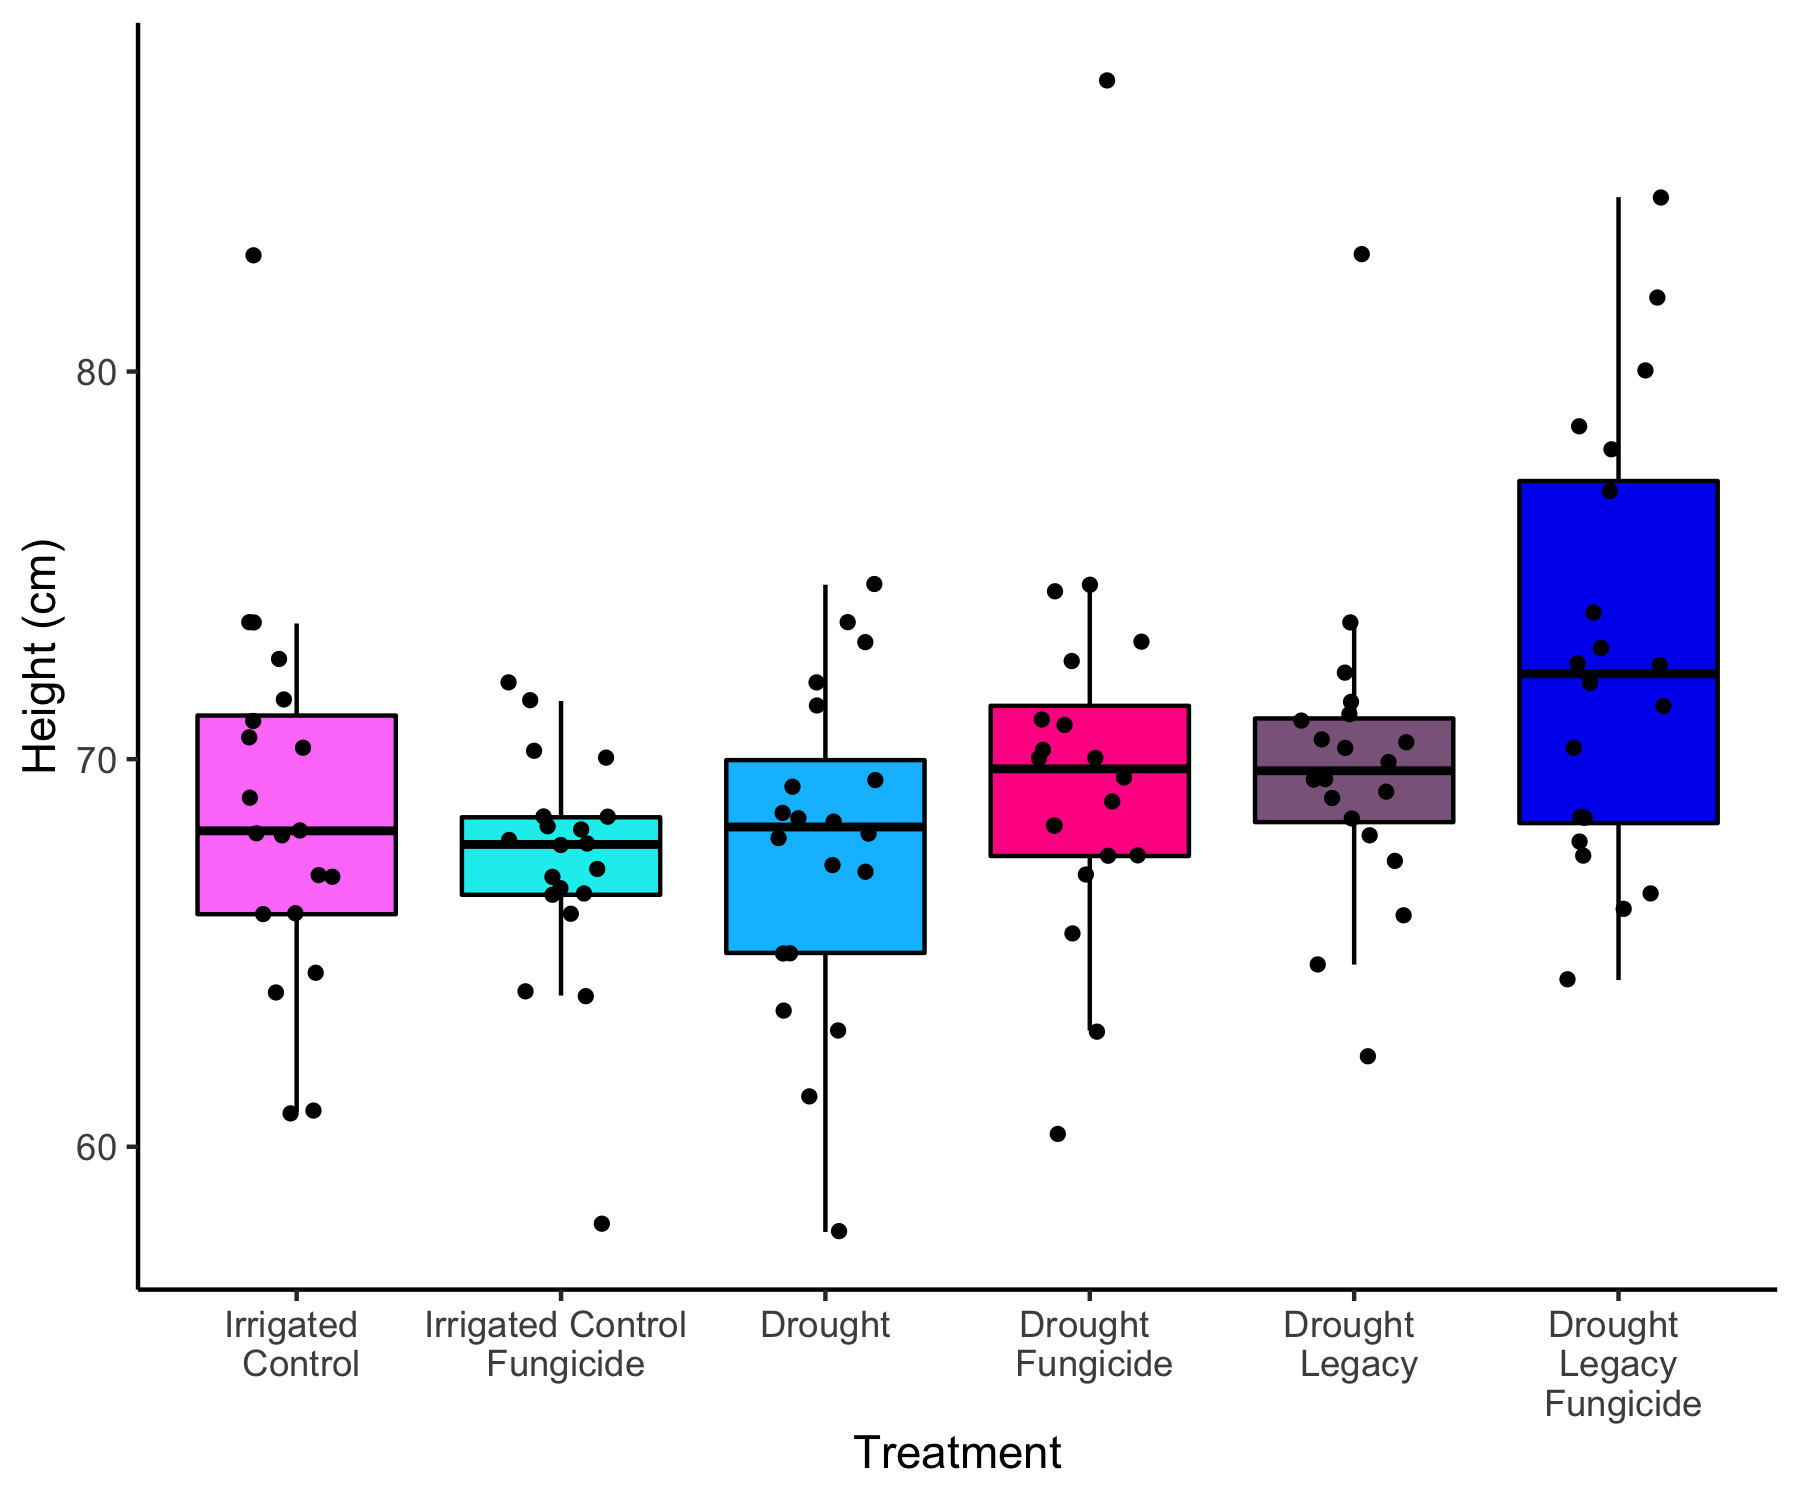 Height (cm)
80
70
60
Irrigated
Control
Irrigated Control
Fungicide
Drought
Drought
Fungicide
Drought
Legacy
Drought
Legacy
Fungicide
Treatment